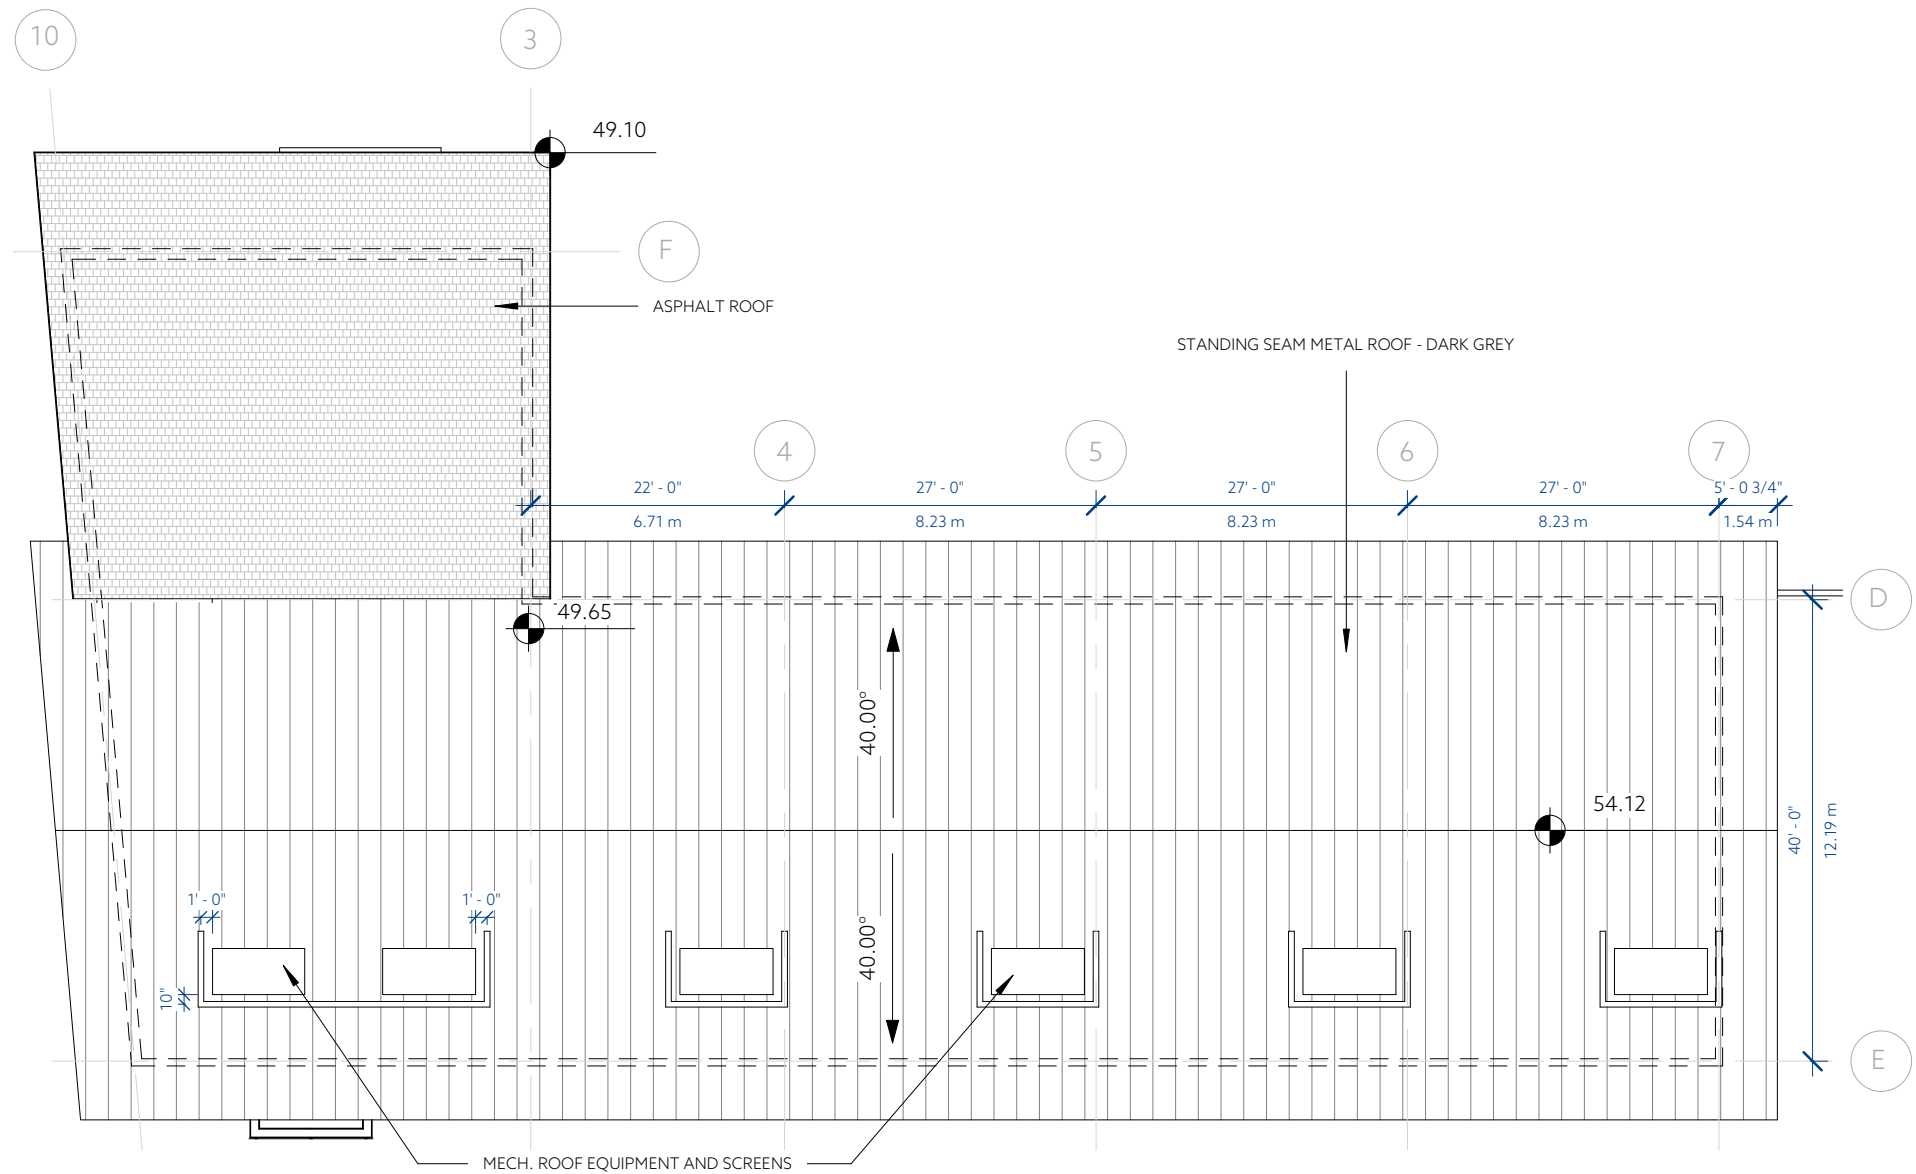 10
3
49.10
F
ASPHALT ROOF
STANDING SEAM METAL ROOF - DARK GREY
4
5
6
7
22' - 0"
27' - 0"
27' - 0"
27' - 0"
5' - 0 3/4"
6.71 m
8.23 m
8.23 m
8.23 m
1.54 m
D
49.65
40.00°
54.12
40' - 0"
12.19 m
1' - 0"
1' - 0"
40.00°
10"
E
MECH. ROOF EQUIPMENT AND SCREENS